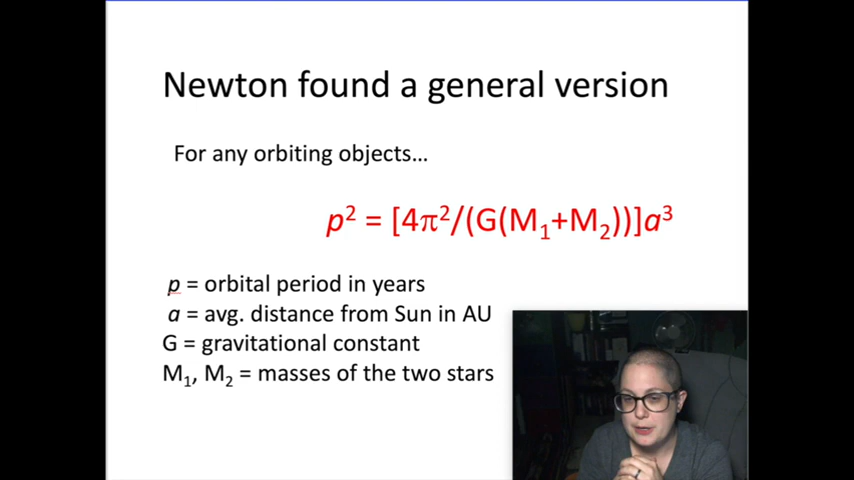 Newton found a general version
For any orbiting objects…
p² = [4π²/(G(M₁+M₂))]a³
p = orbital period in years
a = avg. distance from Sun in AU
G = gravitational constant
M₁, M₂ = masses of the two stars